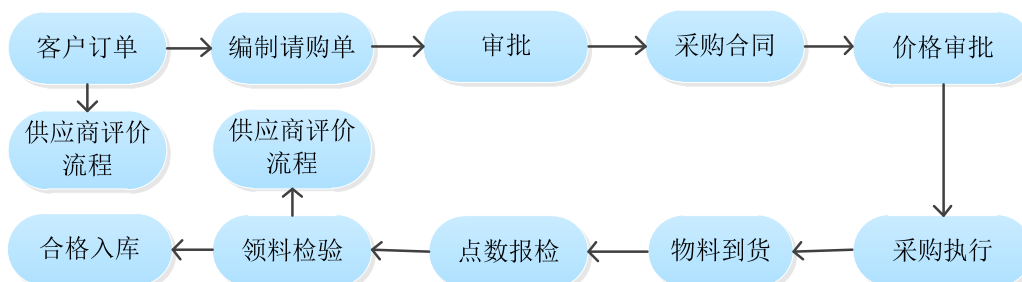 客户订单
编制请购单
审批
采购合同
价格审批
供应商评价
流程
供应商评价
流程
合格入库
领料检验
点数报检
物料到货
采购执行